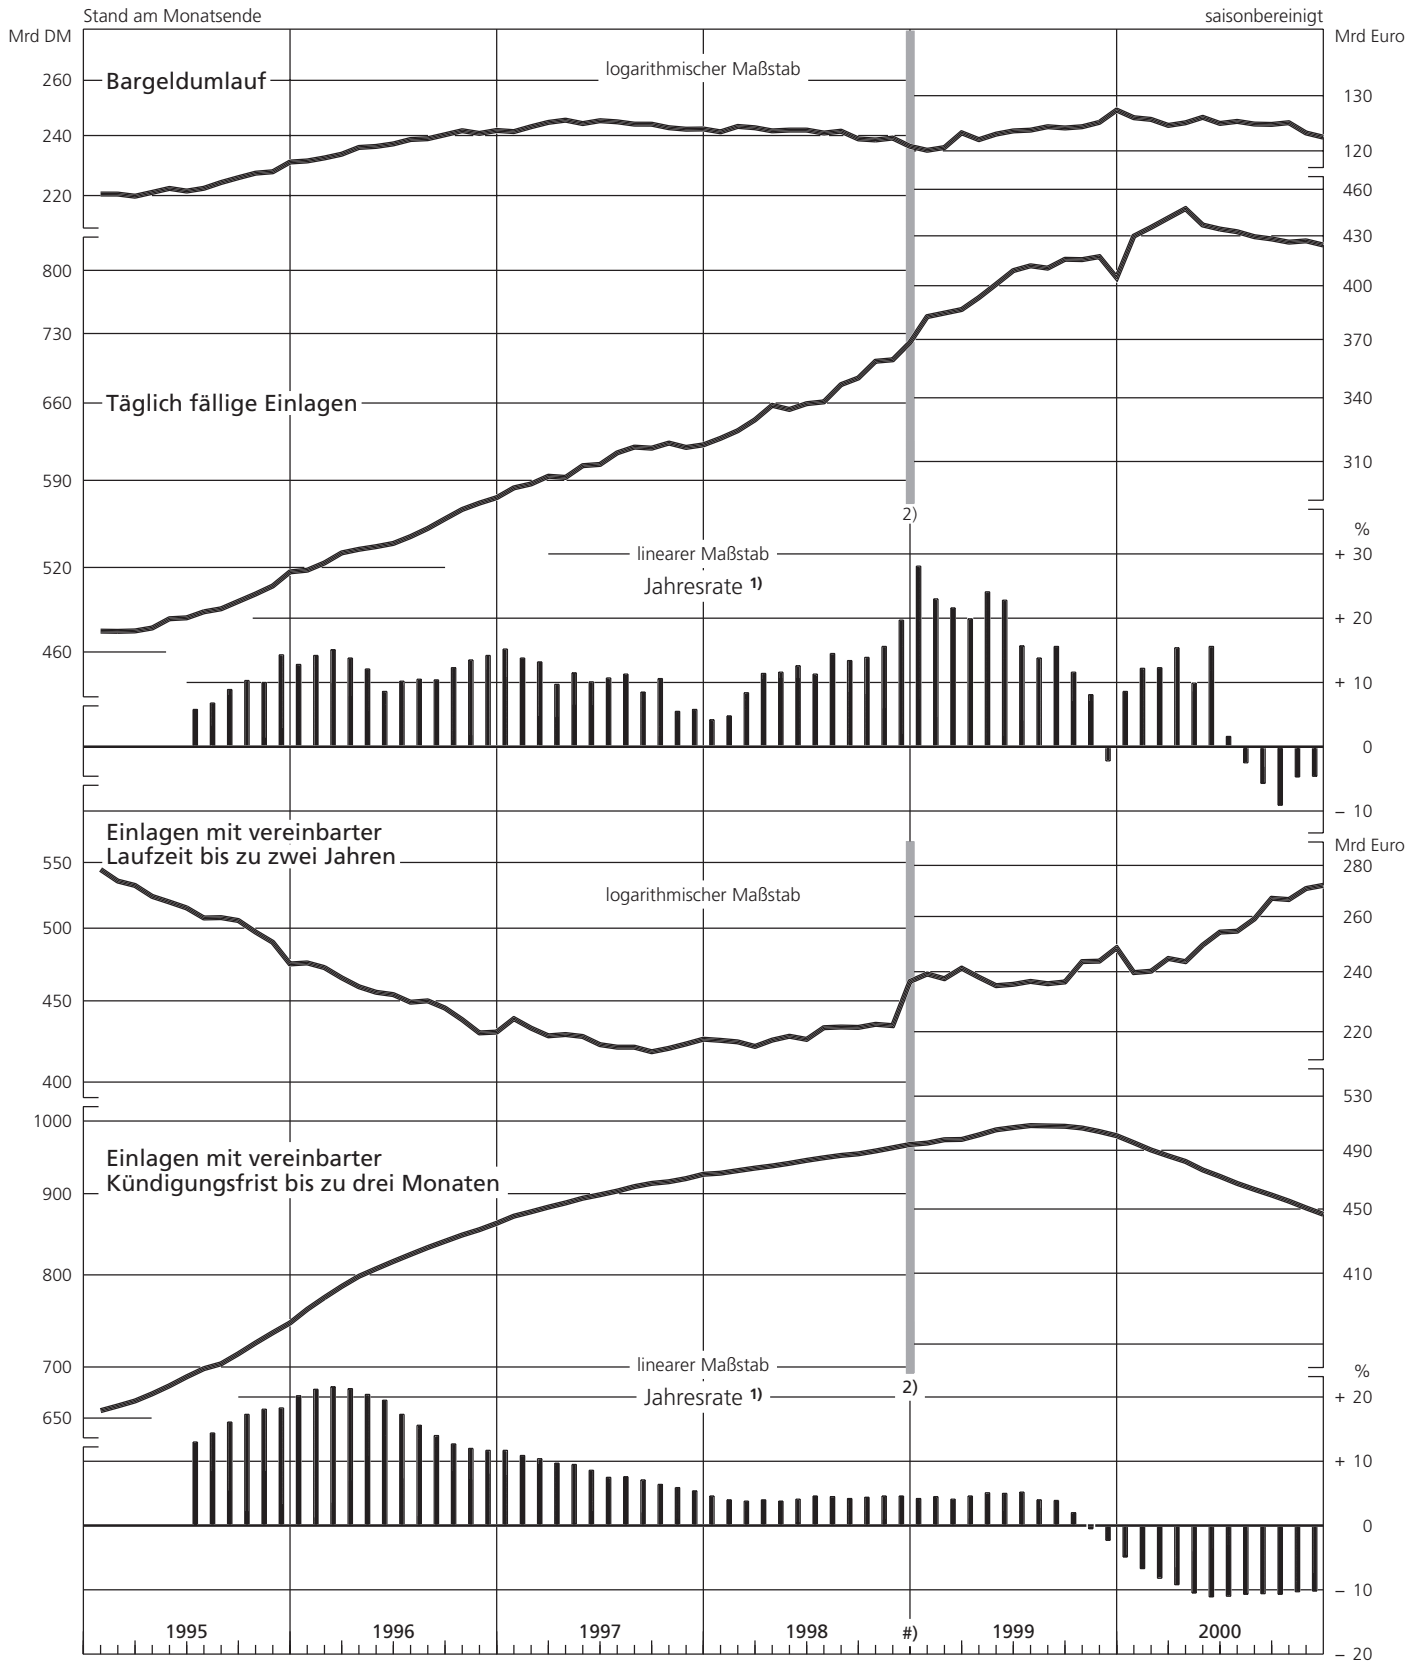 Stand am Monatsende saisonbereinigt
Mrd DM Mrd Euro
260 Bargeldumlauf logarithmischer Maßstab
130
240
120
220
460
430
800
400
730
370
660 Täglich fällige Einlagen
340
310
590
2)
%
linearer Maßstab + 30
520
Jahresrate 1)
+ 20
460
+ 10
0
– 10
Einlagen mit vereinbarter
Laufzeit bis zu zwei Jahren
Mrd Euro
550 280
logarithmischer Maßstab
500 260
240
450
220
400
530
1000
Einlagen mit vereinbarter 490
Kündigungsfrist bis zu drei Monaten
900
450
800 410
700 linearer Maßstab
%
2)
Jahresrate 1) + 20
650
+ 10
0
– 10
1995 1996 1997 1998 #) 1999 2000
– 20